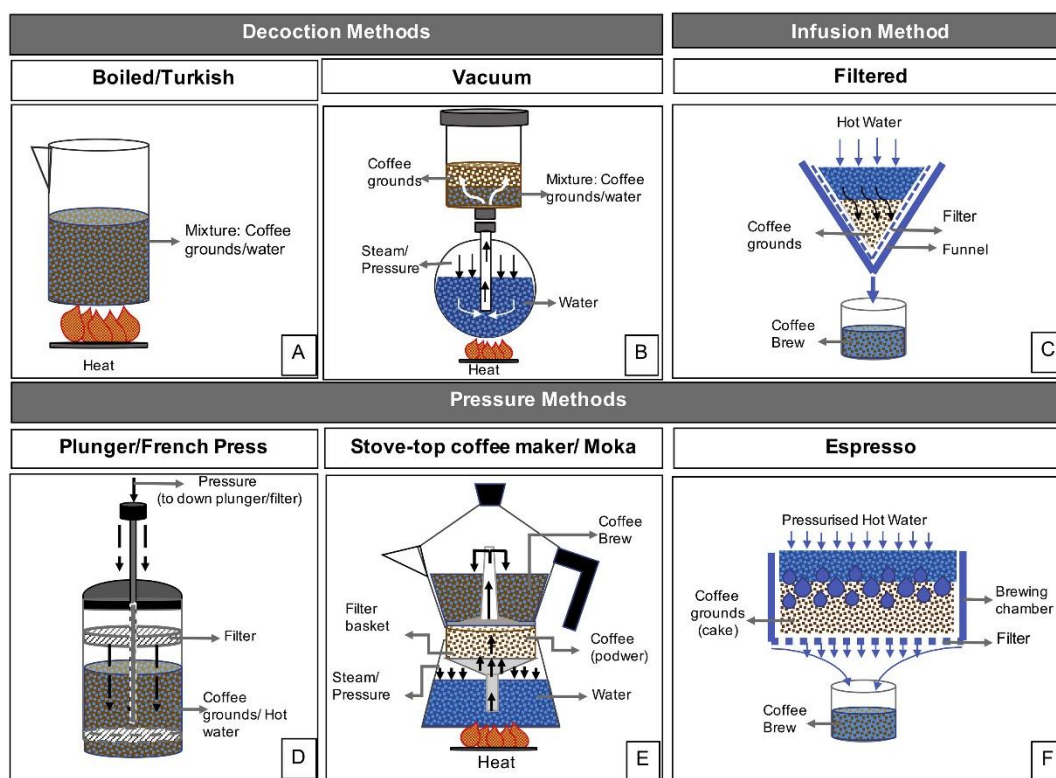 Decoction Methods
Infusion Method
Boiled/Turkish
Vacuum
Filtered
Mixture: Coffee
grounds/water
Heat
A
Coffee
grounds
Mixture: Coffee
grounds/water
Steam/
Pressure
Water
Heat
B
Hot Water
Coffee
grounds
Filter
Funnel
Coffee
Brew
C
Pressure Methods
Plunger/French Press
Stove-top coffee maker/ Moka
Espresso
Pressure
(to down plunger/filter)
Filter
Coffee
grounds/ Hot
water
D
Coffee
Brew
Filter
basket
Coffee
(podwer)
Steam/
Pressure
Water
Heat
E
Pressurised Hot Water
Coffee
grounds
(cake)
Brewing
chamber
Filter
Coffee
Brew
F